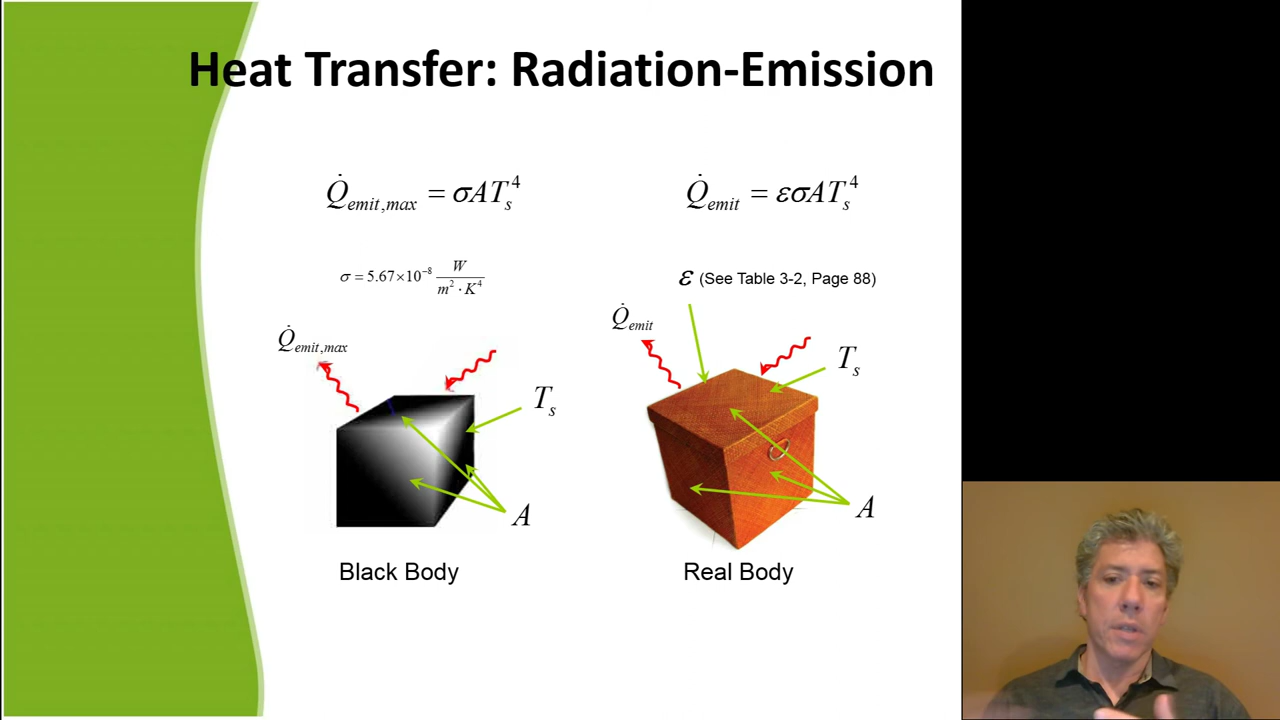 Heat Transfer: Radiation-Emission
Q̇emit,max = σATs⁴
Q̇emit = εσATs⁴
σ = 5.67×10⁻⁸ W/m²·K⁴
ε (See Table 3-2, Page 88)
Q̇emit,max
Ts
A
Black Body
Q̇emit
Ts
A
Real Body